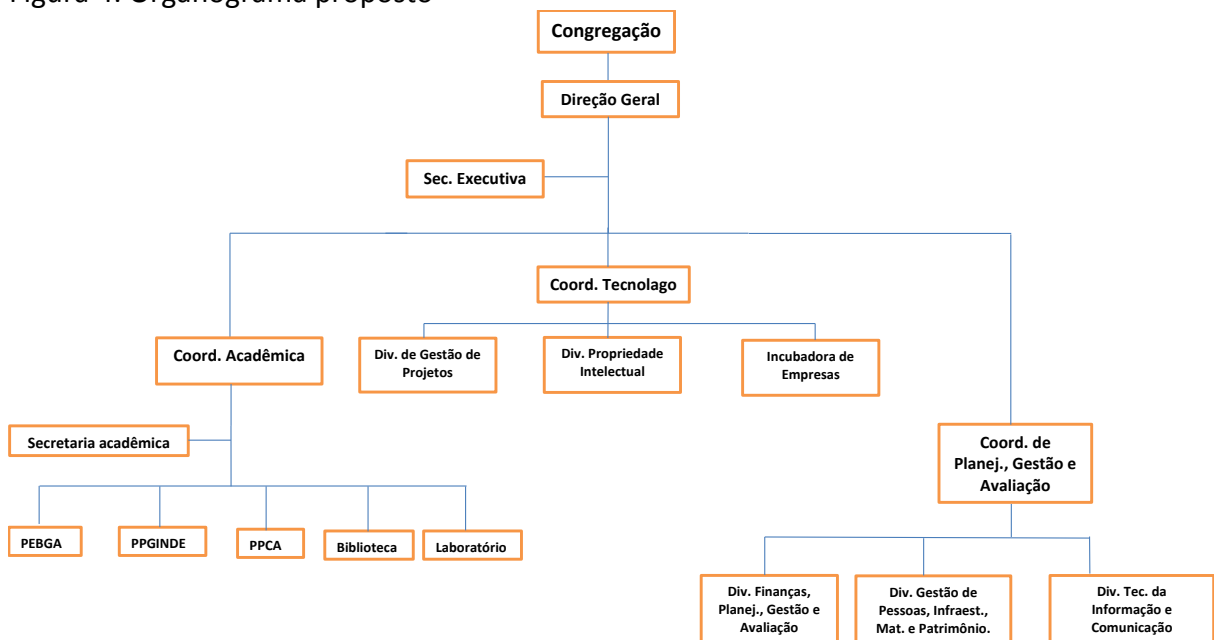 Figura 4. Organograma proposto
Congregação
Direção Geral
Sec. Executiva
Coord. Tecnolago
Coord. Acadêmica
Div. de Gestão de
Projetos
Div. Propriedade
Intelectual
Incubadora de
Empresas
Secretaria acadêmica
Coord. de
Planej., Gestão e
Avaliação
PEBGA
PPGINDE
PPCA
Biblioteca
Laboratório
Div. Finanças,
Planej., Gestão e
Avaliação
Div. Gestão de
Pessoas, Infraest.,
Mat. e Patrimônio.
Div. Tec. da
Informação e
Comunicação